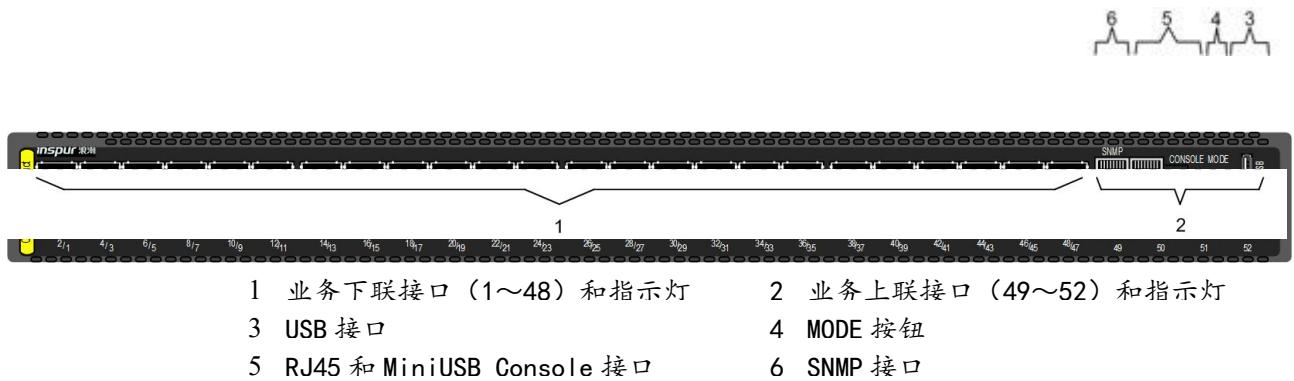 6 5 4 3
inspur 浪潮
SNMP
CONSOLE MODE
1
2
2/1 4/3 6/5 8/7 10/9 12/11 14/13 16/15 18/17 20/19 22/21 24/23 26/25 28/27 30/29 32/31 34/33 36/35 38/37 40/39 42/41 44/43 46/45 48/47 49 50 51 52
1 业务下联接口（1～48）和指示灯 2 业务上联接口（49～52）和指示灯
3 USB 接口 4 MODE 按钮
5 RJ45 和 MiniUSB Console 接口 6 SNMP 接口